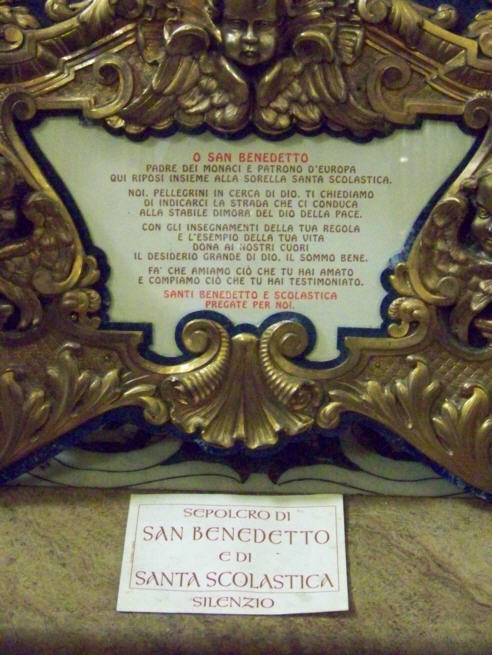 O SAN BENEDETTO
PADRE DEI MONACI E PATRONO D'EUROPA
QUI RIPOSI INSIEME ALLA SORELLA SANTA SCOLASTICA.
NOI, PELLEGRINI IN CERCA DI DIO, TI CHIEDIAMO
DI INDICARCI LA STRADA CHE CI CONDUCA
ALLA STABILE DIMORA DEL DIO DELLA PACE.
CON GLI INSEGNAMENTI DELLA TUA REGOLA
E L'ESEMPIO DELLA TUA VITA
DONA AI NOSTRI CUORI
IL DESIDERIO GRANDE DI DIO, IL SOMMO BENE.
FA' CHE AMIAMO CIÒ CHE TU HAI AMATO
E COMPIAMO CIÒ CHE TU HAI TESTIMONIATO.
SANTI BENEDETTO E SCOLASTICA
PREGATE PER NOI.
SEPOLCRO DI
SAN BENEDETTO
E DI
SANTA SCOLASTICA
SILENZIO